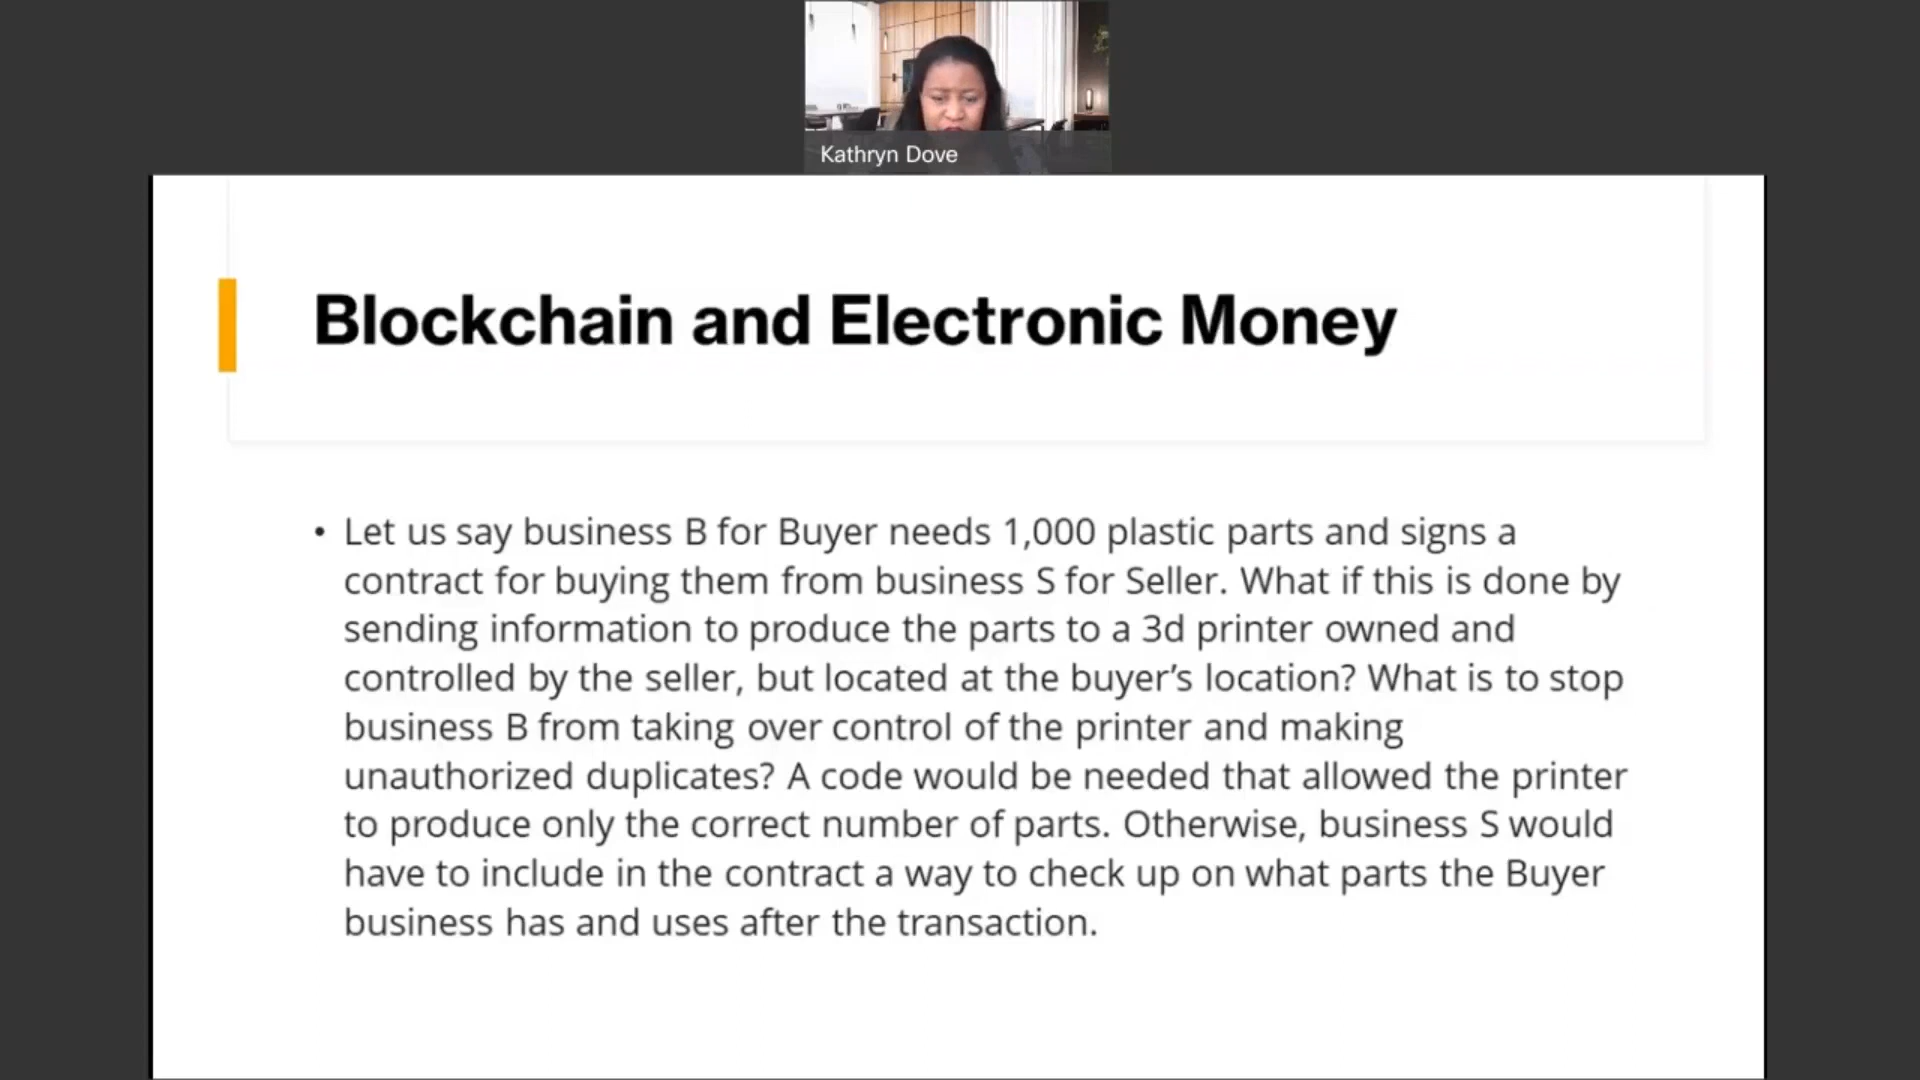 Kathryn Dove
Blockchain and Electronic Money
• Let us say business B for Buyer needs 1,000 plastic parts and signs a
contract for buying them from business S for Seller. What if this is done by
sending information to produce the parts to a 3d printer owned and
controlled by the seller, but located at the buyer’s location? What is to stop
business B from taking over control of the printer and making
unauthorized duplicates? A code would be needed that allowed the printer
to produce only the correct number of parts. Otherwise, business S would
have to include in the contract a way to check up on what parts the Buyer
business has and uses after the transaction.